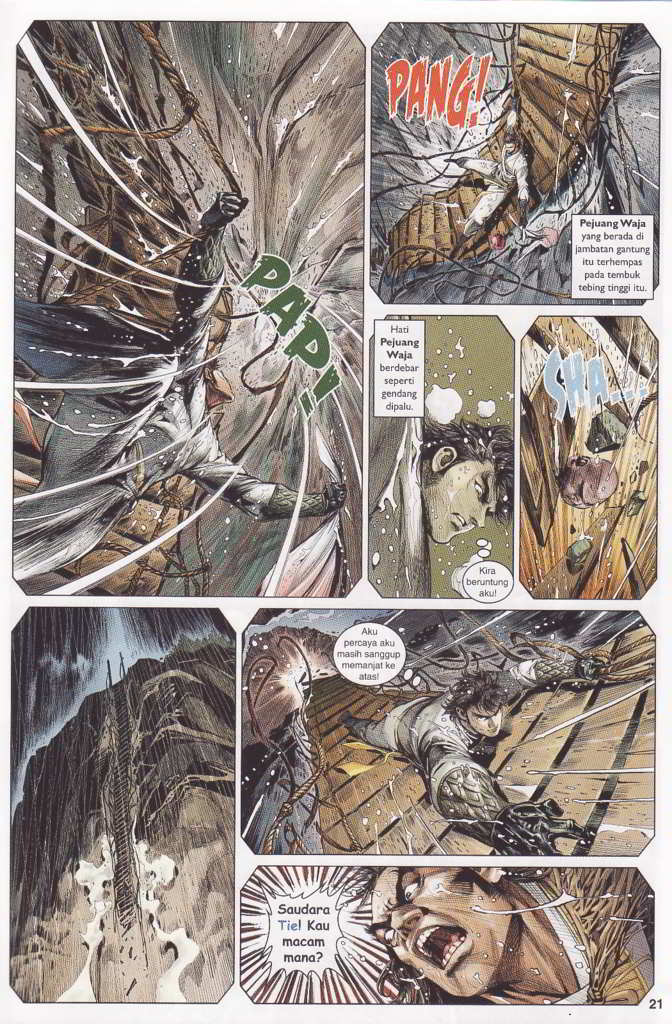 PAP!
PANG!
Pejuang Waja
yang berada di
jambatan gantung
itu terhempas
pada tembuk
tebing tinggi itu.
Hati
Pejuang
Waja
berdebar
seperti
gendang
dipalu.
Kira
beruntung
aku!
SHA...
Aku
percaya aku
masih sanggup
memanjat ke
atas!
Saudara
Tie! Kau
macam
mana?
21